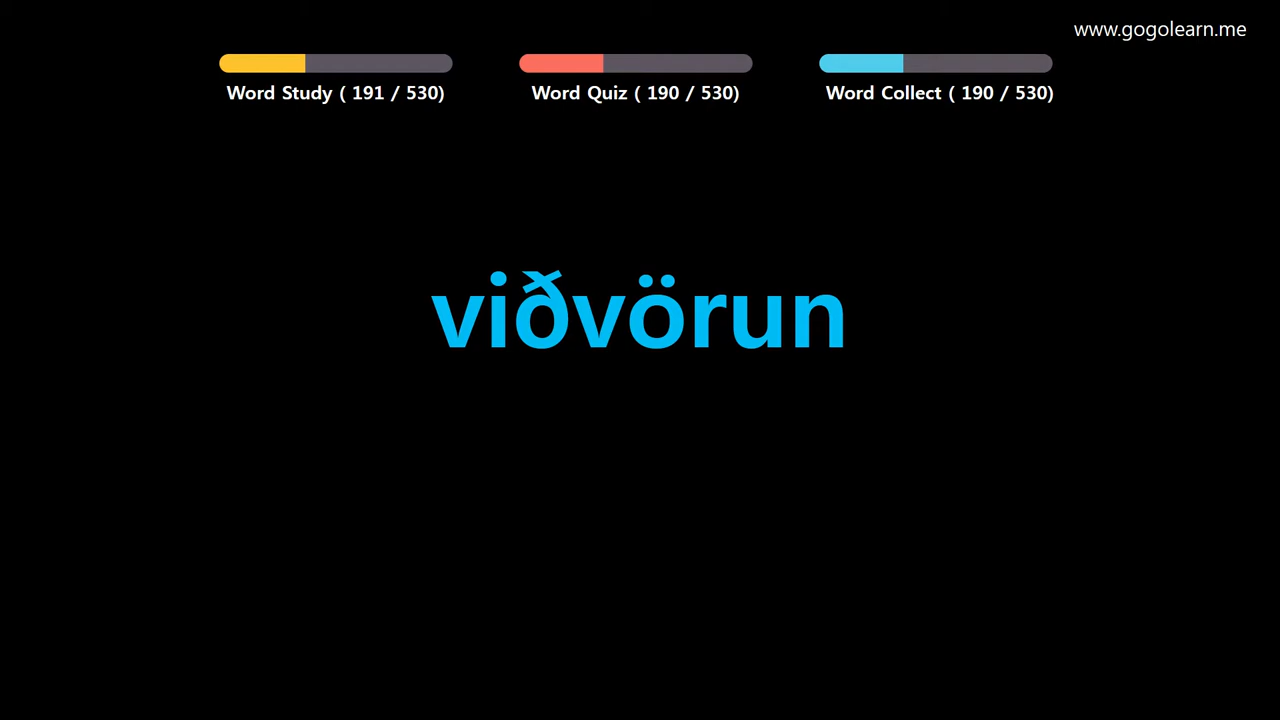 www.gogolearn.me
Word Study ( 191 / 530)
Word Quiz ( 190 / 530)
Word Collect ( 190 / 530)
viðvörun